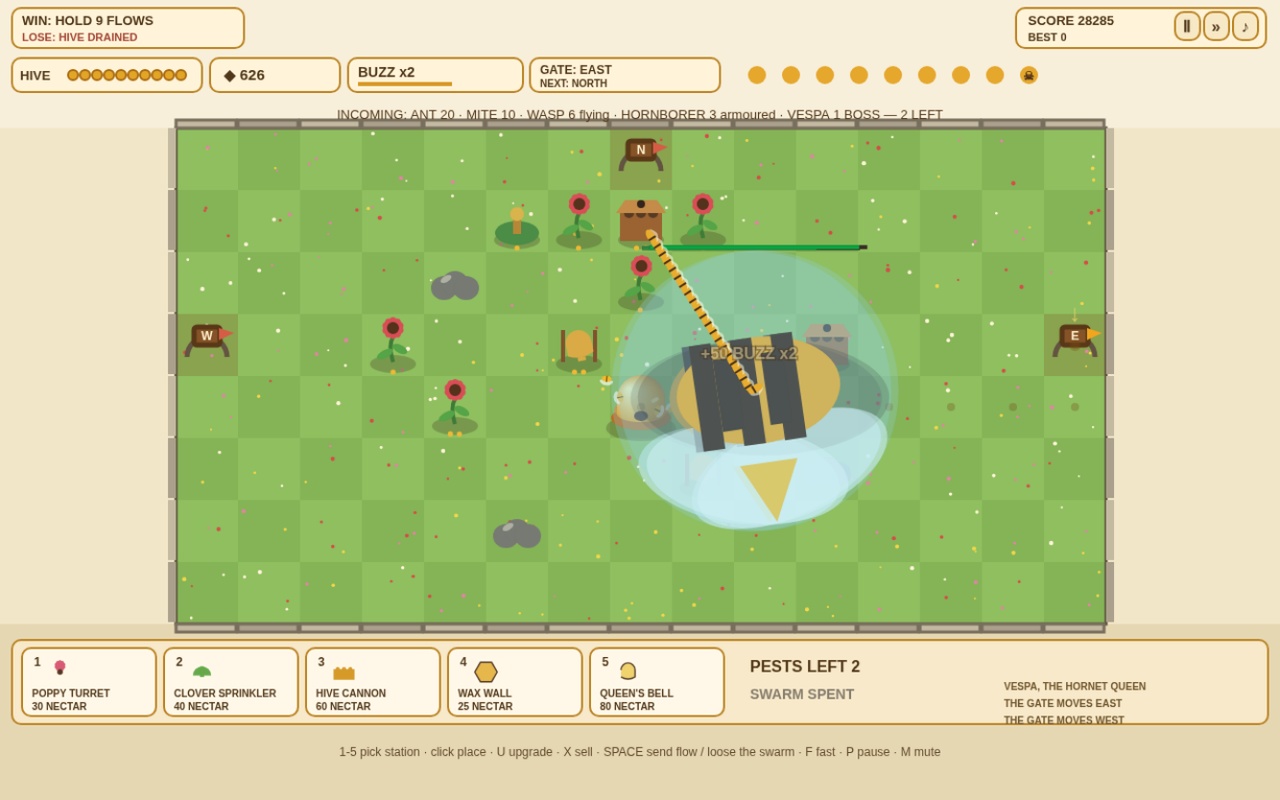 WIN: HOLD 9 FLOWS
LOSE: HIVE DRAINED
SCORE 28285
BEST 0
HIVE
626
BUZZ x2
GATE: EAST
NEXT: NORTH
INCOMING: ANT 20 · MITE 10 · WASP 6 flying · HORNBORER 3 armoured · VESPA 1 BOSS — 2 LEFT
N
W
E
+50 BUZZ x2
1
POPPY TURRET
30 NECTAR
2
CLOVER SPRINKLER
40 NECTAR
3
HIVE CANNON
60 NECTAR
4
WAX WALL
25 NECTAR
5
QUEEN'S BELL
80 NECTAR
PESTS LEFT 2
SWARM SPENT
VESPA, THE HORNET QUEEN
THE GATE MOVES EAST
THE GATE MOVES WEST
1-5 pick station · click place · U upgrade · X sell · SPACE send flow / loose the swarm · F fast · P pause · M mute